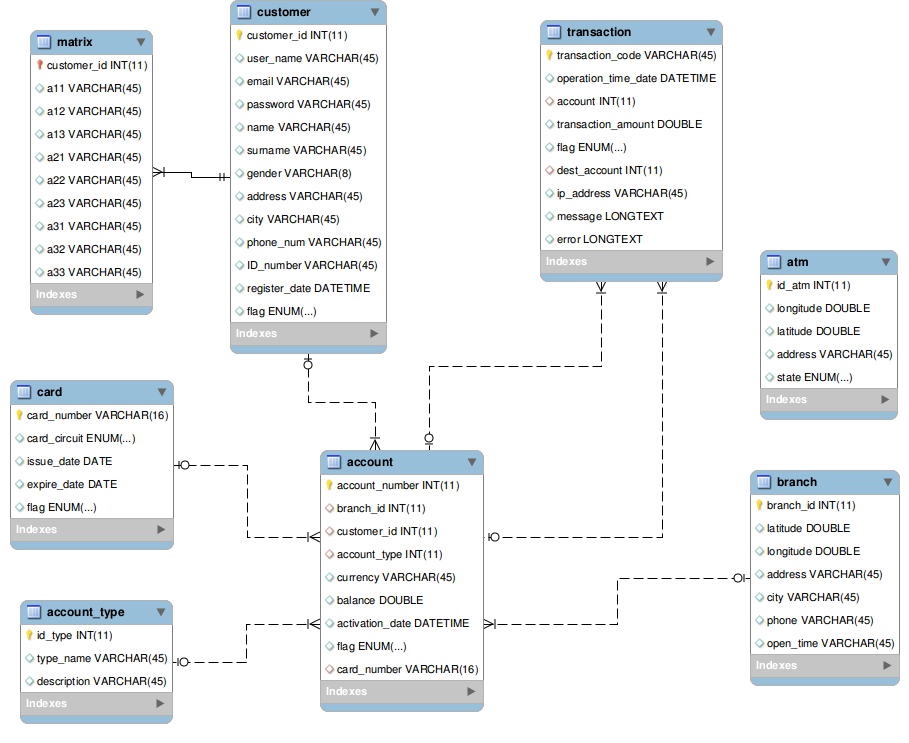 matrix
customer_id INT(11)
a11 VARCHAR(45)
a12 VARCHAR(45)
a13 VARCHAR(45)
a21 VARCHAR(45)
a22 VARCHAR(45)
a23 VARCHAR(45)
a31 VARCHAR(45)
a32 VARCHAR(45)
a33 VARCHAR(45)
Indexes
customer
customer_id INT(11)
user_name VARCHAR(45)
email VARCHAR(45)
password VARCHAR(45)
name VARCHAR(45)
surname VARCHAR(45)
gender VARCHAR(8)
address VARCHAR(45)
city VARCHAR(45)
phone_num VARCHAR(45)
ID_number VARCHAR(45)
register_date DATETIME
flag ENUM(...)
Indexes
transaction
transaction_code VARCHAR(45)
operation_time_date DATETIME
account INT(11)
transaction_amount DOUBLE
flag ENUM(...)
dest_account INT(11)
ip_address VARCHAR(45)
message LONGTEXT
error LONGTEXT
Indexes
atm
id_atm INT(11)
longitude DOUBLE
latitude DOUBLE
address VARCHAR(45)
state ENUM(...)
Indexes
card
card_number VARCHAR(16)
card_circuit ENUM(...)
issue_date DATE
expire_date DATE
flag ENUM(...)
Indexes
account
account_number INT(11)
branch_id INT(11)
customer_id INT(11)
account_type INT(11)
currency VARCHAR(45)
balance DOUBLE
activation_date DATETIME
flag ENUM(...)
card_number VARCHAR(16)
Indexes
branch
branch_id INT(11)
latitude DOUBLE
longitude DOUBLE
address VARCHAR(45)
city VARCHAR(45)
phone VARCHAR(45)
open_time VARCHAR(45)
Indexes
account_type
id_type INT(11)
type_name VARCHAR(45)
description VARCHAR(45)
Indexes